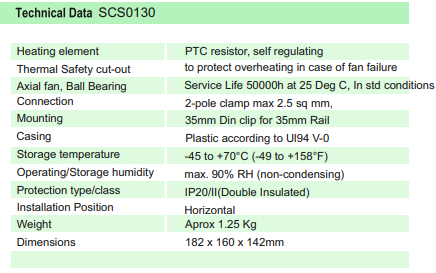 Technical Data SCS0130
Heating element PTC resistor, self regulating
Thermal Safety cut-out to protect overheating in case of fan failure
Axial fan, Ball Bearing Service Life 50000h at 25 Deg C, In std conditions
Connection 2-pole clamp max 2.5 sq mm,
Mounting 35mm Din clip for 35mm Rail
Casing Plastic according to Ul94 V-0
Storage temperature -45 to +70°C (-49 to +158°F)
Operating/Storage humidity max. 90% RH (non-condensing)
Protection type/class IP20/II(Double Insulated)
Installation Position Horizontal
Weight Aprox 1.25 Kg
Dimensions 182 x 160 x 142mm